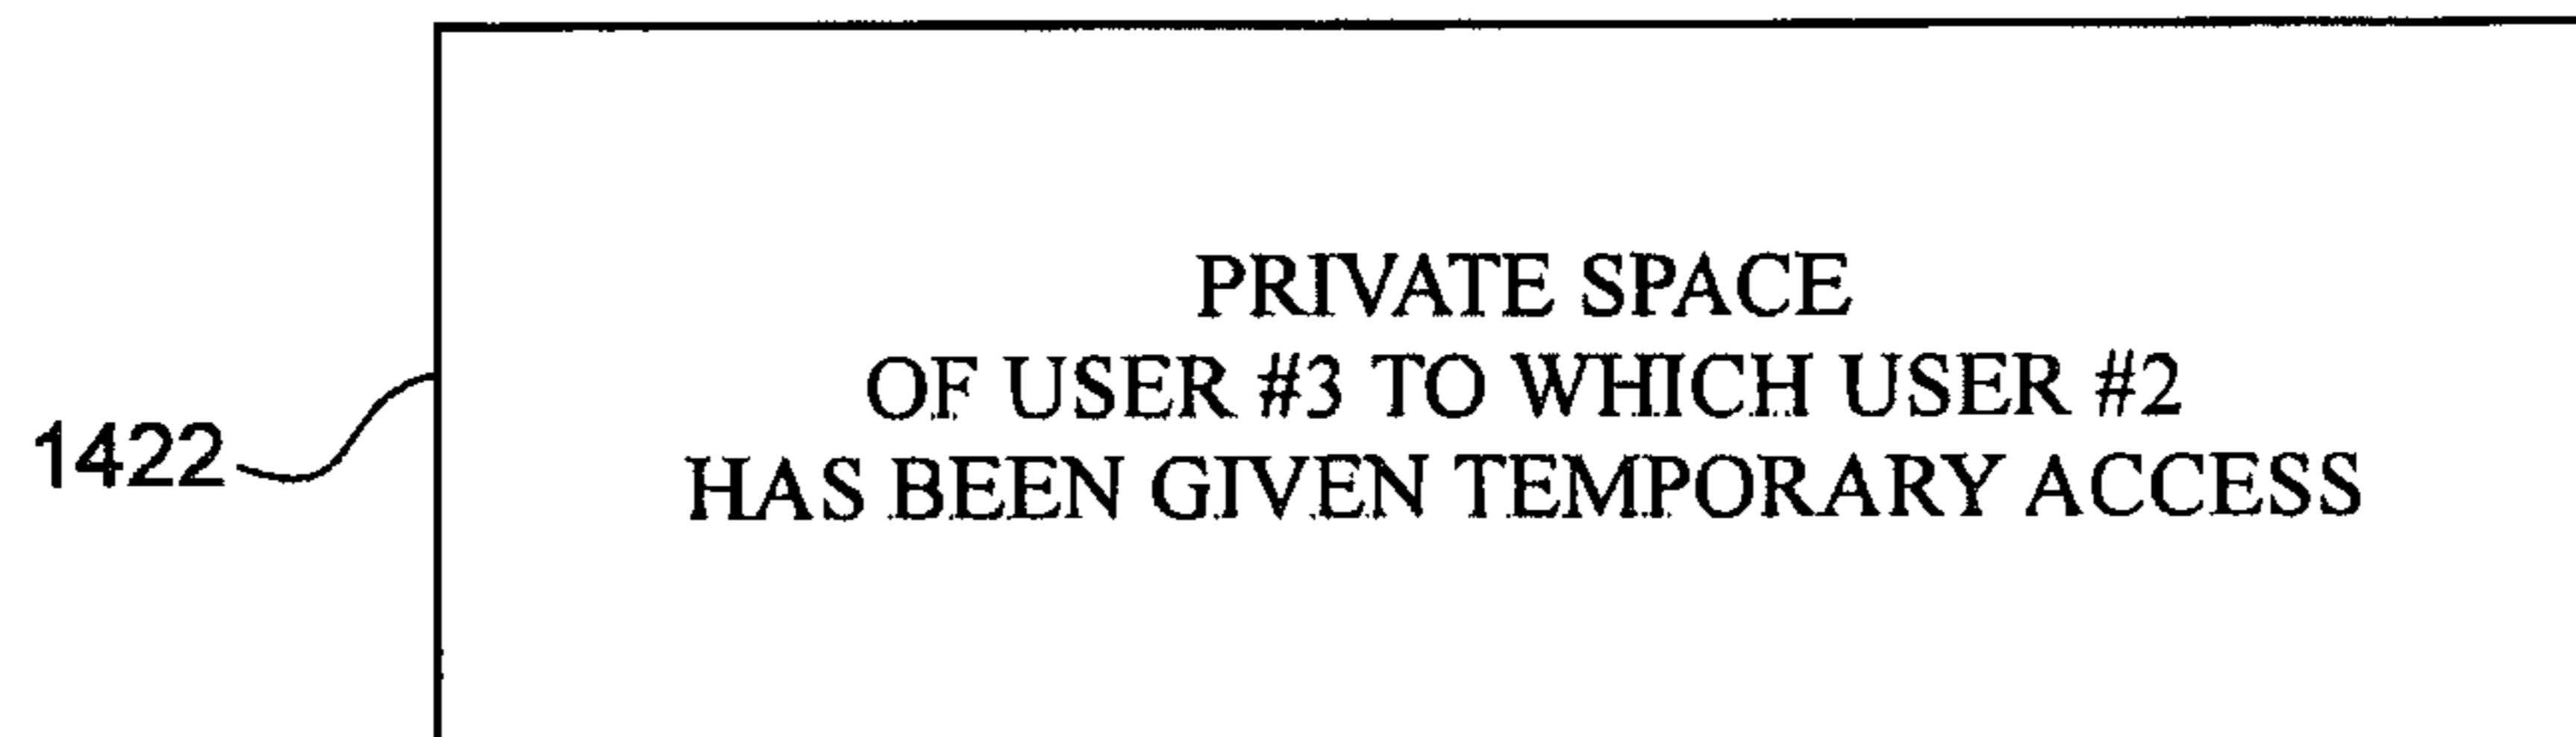 PRIVATE SPACE
OF USER #3 TO WHICH USER #2
1422
HAS BEEN GIVEN TEMPORARY ACCESS